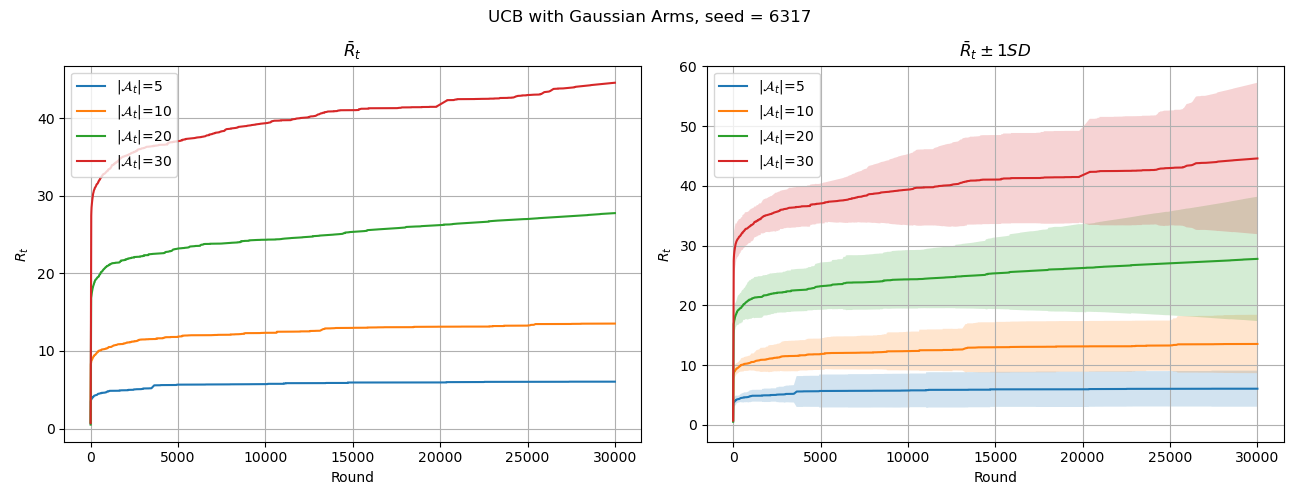 UCB with Gaussian Arms, seed = 6317
R̄ₜ
|𝒜ₜ|=5
|𝒜ₜ|=10
|𝒜ₜ|=20
|𝒜ₜ|=30
Rₜ
40
30
20
10
0
0 5000 10000 15000 20000 25000 30000
Round
R̄ₜ ± 1SD
|𝒜ₜ|=5
|𝒜ₜ|=10
|𝒜ₜ|=20
|𝒜ₜ|=30
Rₜ
60
50
40
30
20
10
0
0 5000 10000 15000 20000 25000 30000
Round